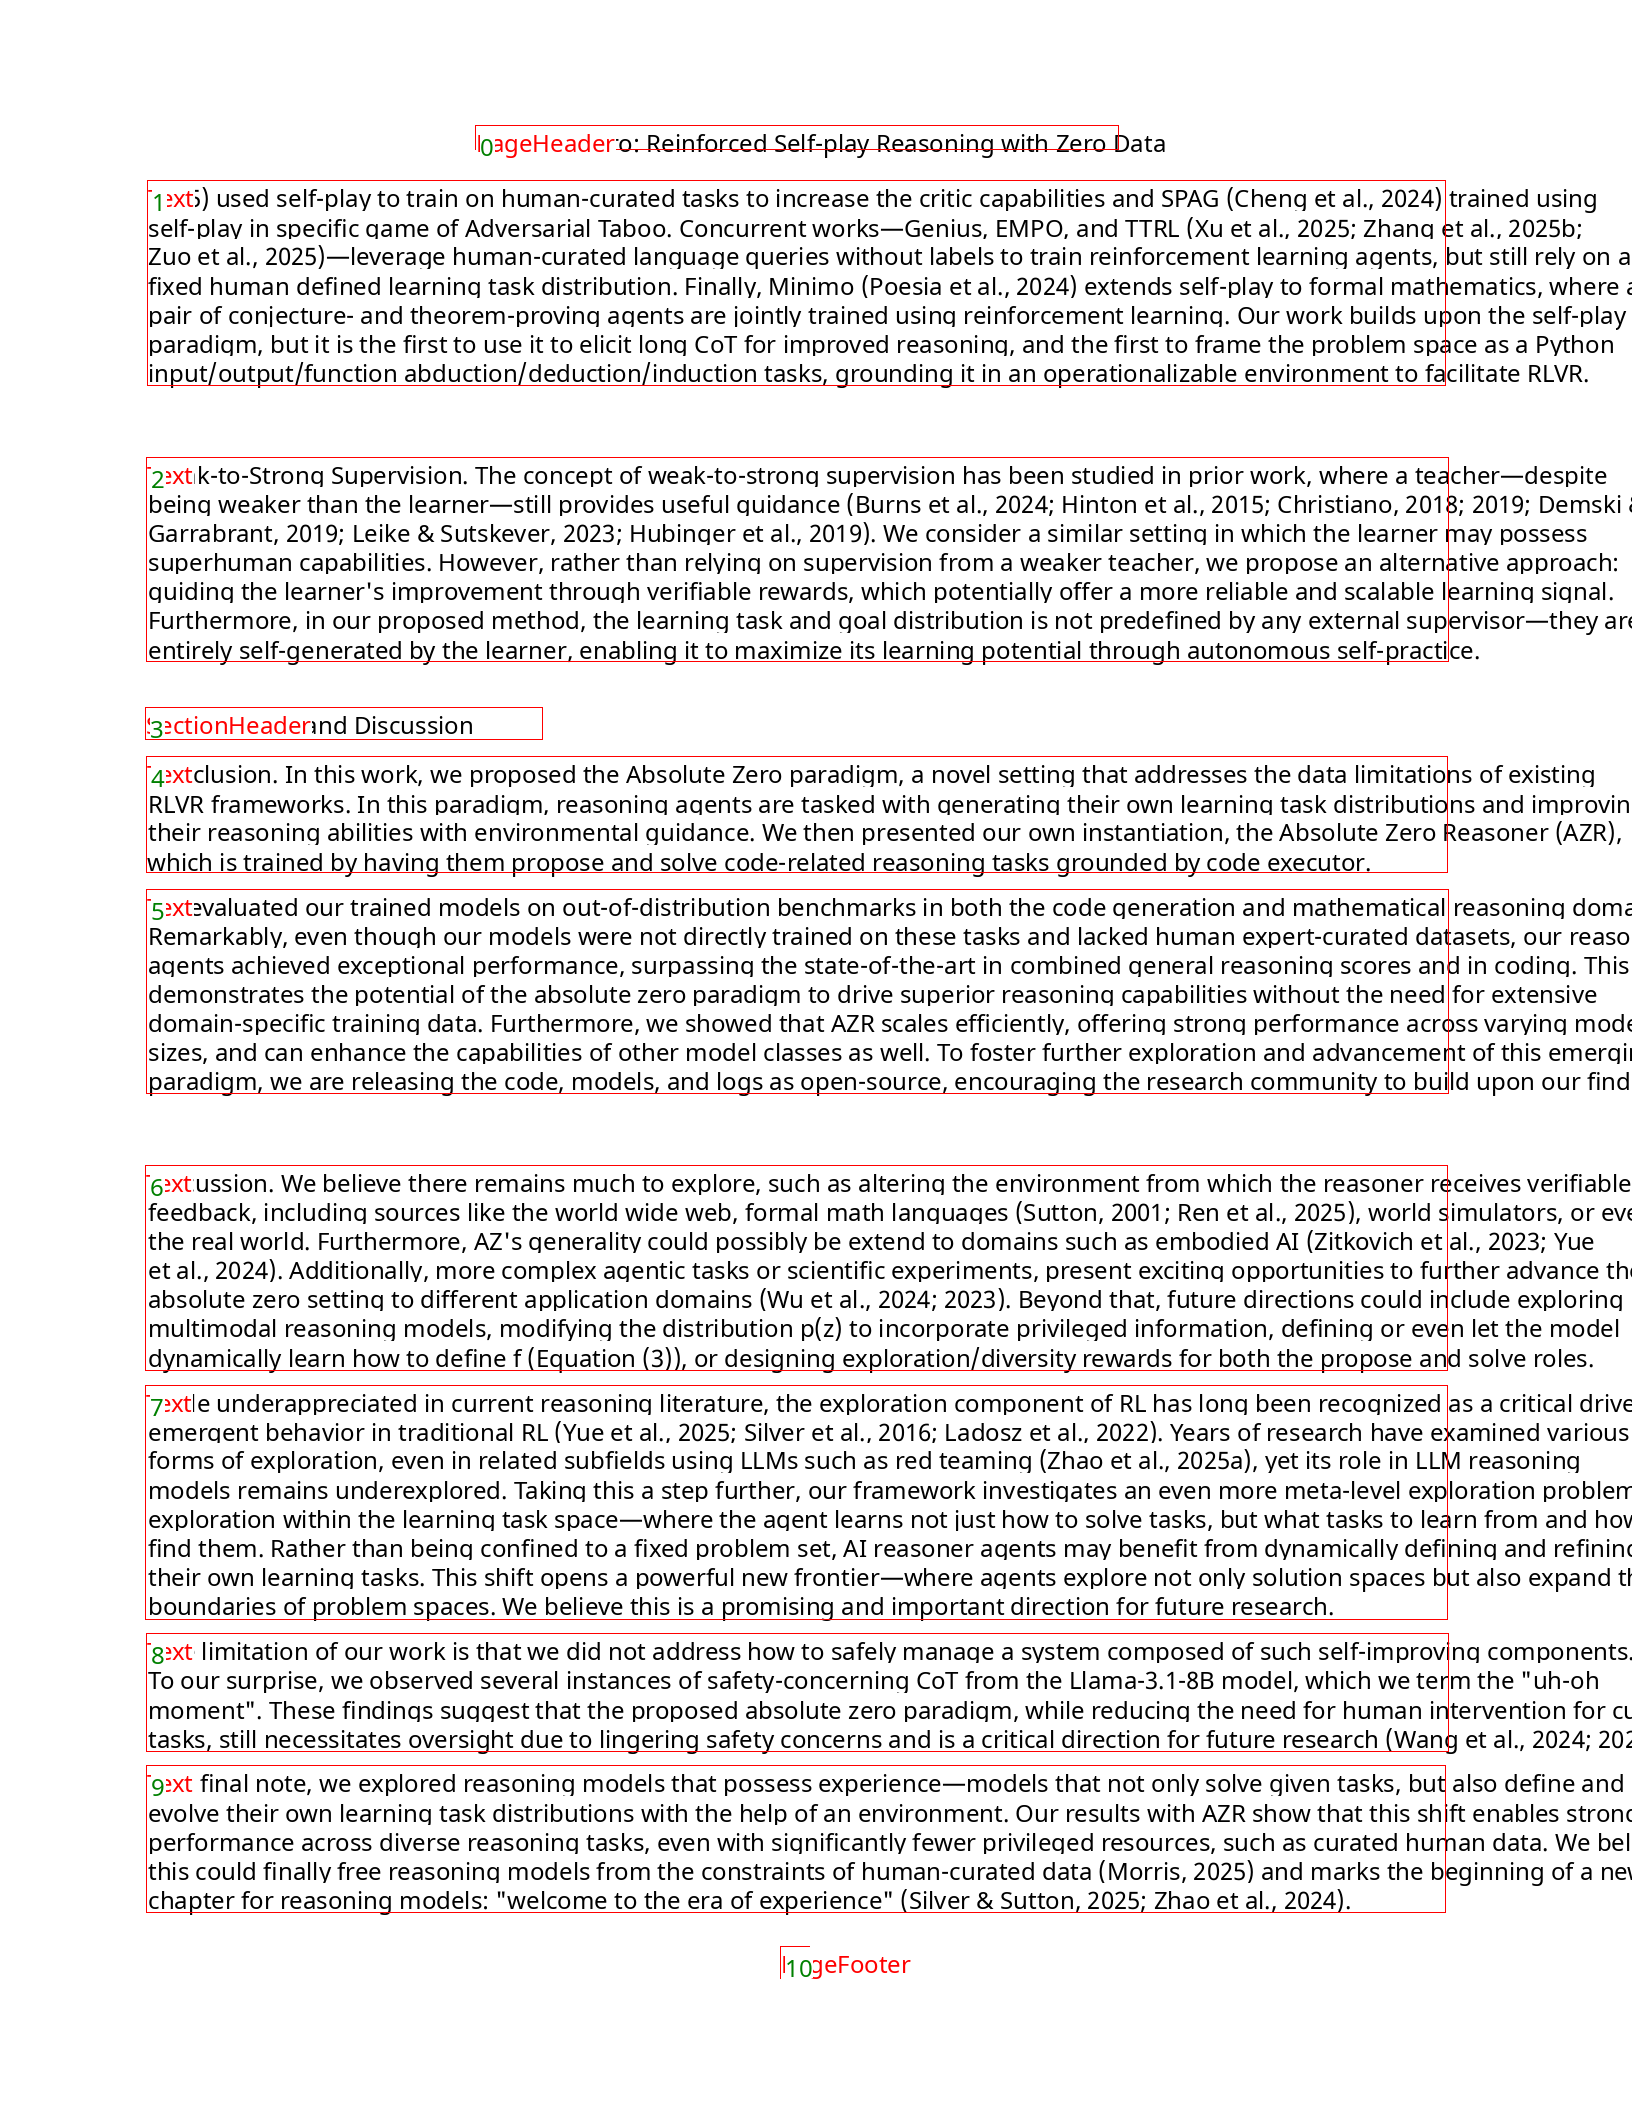 0 ageHeader o: Reinforced Self-play Reasoning with Zero Data
1 ext 5) used self-play to train on human-curated tasks to increase the critic capabilities and SPAG (Cheng et al., 2024) trained using
self-play in specific game of Adversarial Taboo. Concurrent works—Genius, EMPO, and TTRL (Xu et al., 2025; Zhang et al., 2025b;
Zuo et al., 2025)—leverage human-curated language queries without labels to train reinforcement learning agents, but still rely on a
fixed human defined learning task distribution. Finally, Minimo (Poesia et al., 2024) extends self-play to formal mathematics, where a
pair of conjecture- and theorem-proving agents are jointly trained using reinforcement learning. Our work builds upon the self-play
paradigm, but it is the first to use it to elicit long CoT for improved reasoning, and the first to frame the problem space as a Python
input/output/function abduction/deduction/induction tasks, grounding it in an operationalizable environment to facilitate RLVR.
2 ext k-to-Strong Supervision. The concept of weak-to-strong supervision has been studied in prior work, where a teacher—despite
being weaker than the learner—still provides useful guidance (Burns et al., 2024; Hinton et al., 2015; Christiano, 2018; 2019; Demski &
Garrabrant, 2019; Leike & Sutskever, 2023; Hubinger et al., 2019). We consider a similar setting in which the learner may possess
superhuman capabilities. However, rather than relying on supervision from a weaker teacher, we propose an alternative approach:
guiding the learner's improvement through verifiable rewards, which potentially offer a more reliable and scalable learning signal.
Furthermore, in our proposed method, the learning task and goal distribution is not predefined by any external supervisor—they are
entirely self-generated by the learner, enabling it to maximize its learning potential through autonomous self-practice.
3 ectionHeader and Discussion
4 ext clusion. In this work, we proposed the Absolute Zero paradigm, a novel setting that addresses the data limitations of existing
RLVR frameworks. In this paradigm, reasoning agents are tasked with generating their own learning task distributions and improvin
their reasoning abilities with environmental guidance. We then presented our own instantiation, the Absolute Zero Reasoner (AZR),
which is trained by having them propose and solve code-related reasoning tasks grounded by code executor.
5 ext evaluated our trained models on out-of-distribution benchmarks in both the code generation and mathematical reasoning doma
Remarkably, even though our models were not directly trained on these tasks and lacked human expert-curated datasets, our reaso
agents achieved exceptional performance, surpassing the state-of-the-art in combined general reasoning scores and in coding. This
demonstrates the potential of the absolute zero paradigm to drive superior reasoning capabilities without the need for extensive
domain-specific training data. Furthermore, we showed that AZR scales efficiently, offering strong performance across varying mode
sizes, and can enhance the capabilities of other model classes as well. To foster further exploration and advancement of this emergin
paradigm, we are releasing the code, models, and logs as open-source, encouraging the research community to build upon our find
6 ext ussion. We believe there remains much to explore, such as altering the environment from which the reasoner receives verifiable
feedback, including sources like the world wide web, formal math languages (Sutton, 2001; Ren et al., 2025), world simulators, or eve
the real world. Furthermore, AZ's generality could possibly be extend to domains such as embodied AI (Zitkovich et al., 2023; Yue
et al., 2024). Additionally, more complex agentic tasks or scientific experiments, present exciting opportunities to further advance the
absolute zero setting to different application domains (Wu et al., 2024; 2023). Beyond that, future directions could include exploring
multimodal reasoning models, modifying the distribution p(z) to incorporate privileged information, defining or even let the model
dynamically learn how to define f (Equation (3)), or designing exploration/diversity rewards for both the propose and solve roles.
7 ext le underappreciated in current reasoning literature, the exploration component of RL has long been recognized as a critical drive
emergent behavior in traditional RL (Yue et al., 2025; Silver et al., 2016; Ladosz et al., 2022). Years of research have examined various
forms of exploration, even in related subfields using LLMs such as red teaming (Zhao et al., 2025a), yet its role in LLM reasoning
models remains underexplored. Taking this a step further, our framework investigates an even more meta-level exploration problem
exploration within the learning task space—where the agent learns not just how to solve tasks, but what tasks to learn from and how
find them. Rather than being confined to a fixed problem set, AI reasoner agents may benefit from dynamically defining and refining
their own learning tasks. This shift opens a powerful new frontier—where agents explore not only solution spaces but also expand th
boundaries of problem spaces. We believe this is a promising and important direction for future research.
8 ext limitation of our work is that we did not address how to safely manage a system composed of such self-improving components.
To our surprise, we observed several instances of safety-concerning CoT from the Llama-3.1-8B model, which we term the "uh-oh
moment". These findings suggest that the proposed absolute zero paradigm, while reducing the need for human intervention for cu
tasks, still necessitates oversight due to lingering safety concerns and is a critical direction for future research (Wang et al., 2024; 202
9 ext final note, we explored reasoning models that possess experience—models that not only solve given tasks, but also define and
evolve their own learning task distributions with the help of an environment. Our results with AZR show that this shift enables strong
performance across diverse reasoning tasks, even with significantly fewer privileged resources, such as curated human data. We bel
this could finally free reasoning models from the constraints of human-curated data (Morris, 2025) and marks the beginning of a new
chapter for reasoning models: "welcome to the era of experience" (Silver & Sutton, 2025; Zhao et al., 2024).
10 geFooter